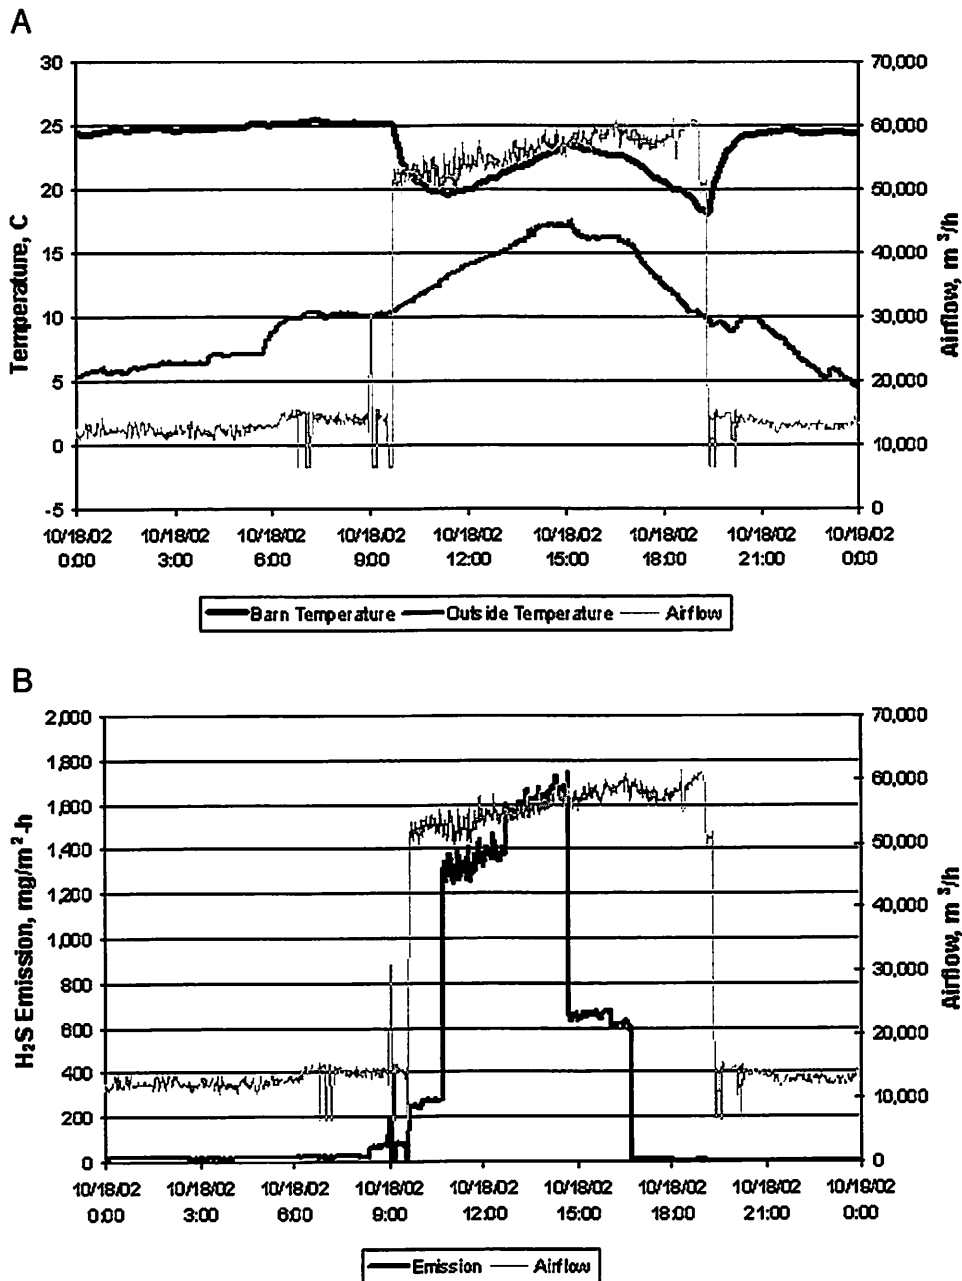 A
30
25
20
15
10
5
0
-5
Temperature, C
70,000
60,000
50,000
40,000
30,000
20,000
10,000
0
Airflow, m³/h
10/18/02 10/18/02 10/18/02 10/18/02 10/18/02 10/18/02 10/18/02 10/18/02 10/19/02
0:00 3:00 6:00 9:00 12:00 15:00 18:00 21:00 0:00
Barn Temperature Outside Temperature Airflow
B
2,000
1,800
1,600
1,400
1,200
1,000
800
600
400
200
0
H₂S Emission, mg/m²-h
70,000
60,000
50,000
40,000
30,000
20,000
10,000
0
Airflow, m³/h
10/18/02 10/18/02 10/18/02 10/18/02 10/18/02 10/18/02 10/18/02 10/18/02 10/18/02
0:00 3:00 6:00 9:00 12:00 15:00 18:00 21:00 0:00
Emission Airflow